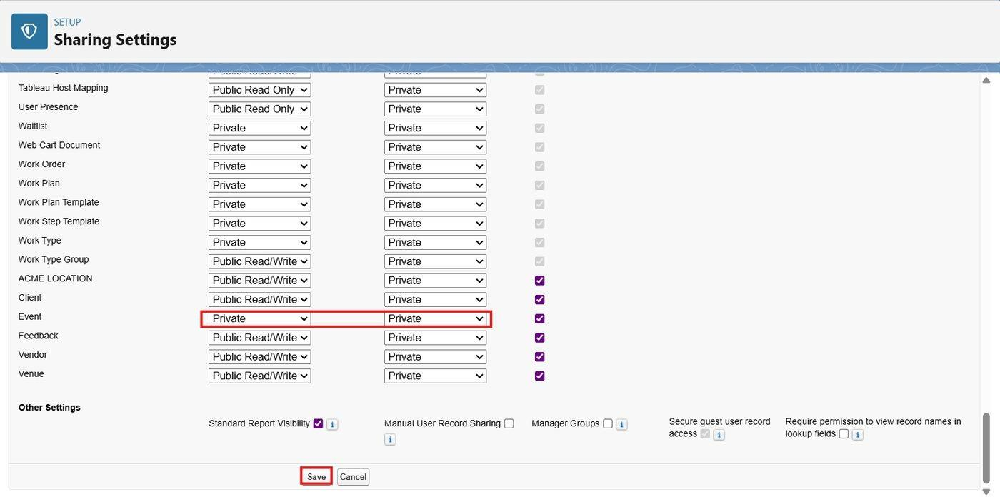 SETUP
Sharing Settings
Tableau Host Mapping Public Read Only Private
User Presence Public Read Only Private
Waitlist Private Private
Web Cart Document Private Private
Work Order Private Private
Work Plan Private Private
Work Plan Template Private Private
Work Step Template Private Private
Work Type Private Private
Work Type Group Public Read/Write Private
ACME LOCATION Public Read/Write Private
Client Public Read/Write Private
Event Private Private
Feedback Public Read/Write Private
Vendor Public Read/Write Private
Venue Public Read/Write Private
Other Settings
Standard Report Visibility i Manual User Record Sharing i Manager Groups i Secure guest user record access i Require permission to view record names in lookup fields i
Save Cancel